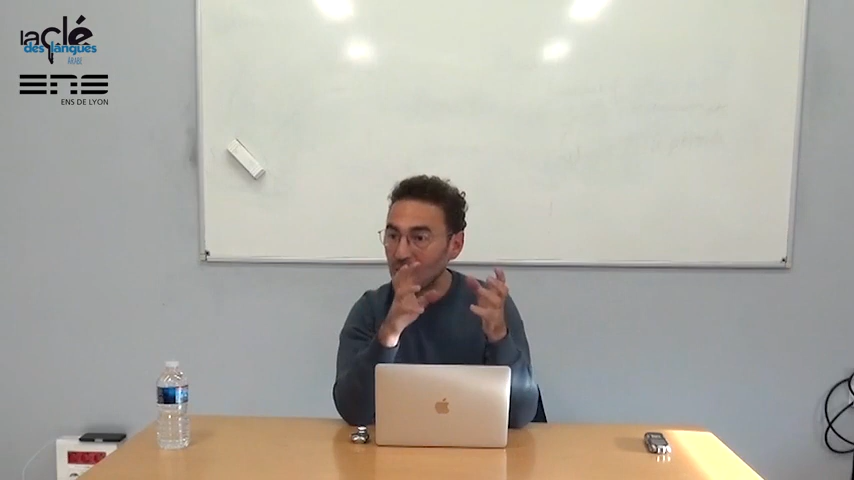 la clé
des langues
ARABE
ENS
ENS DE LYON